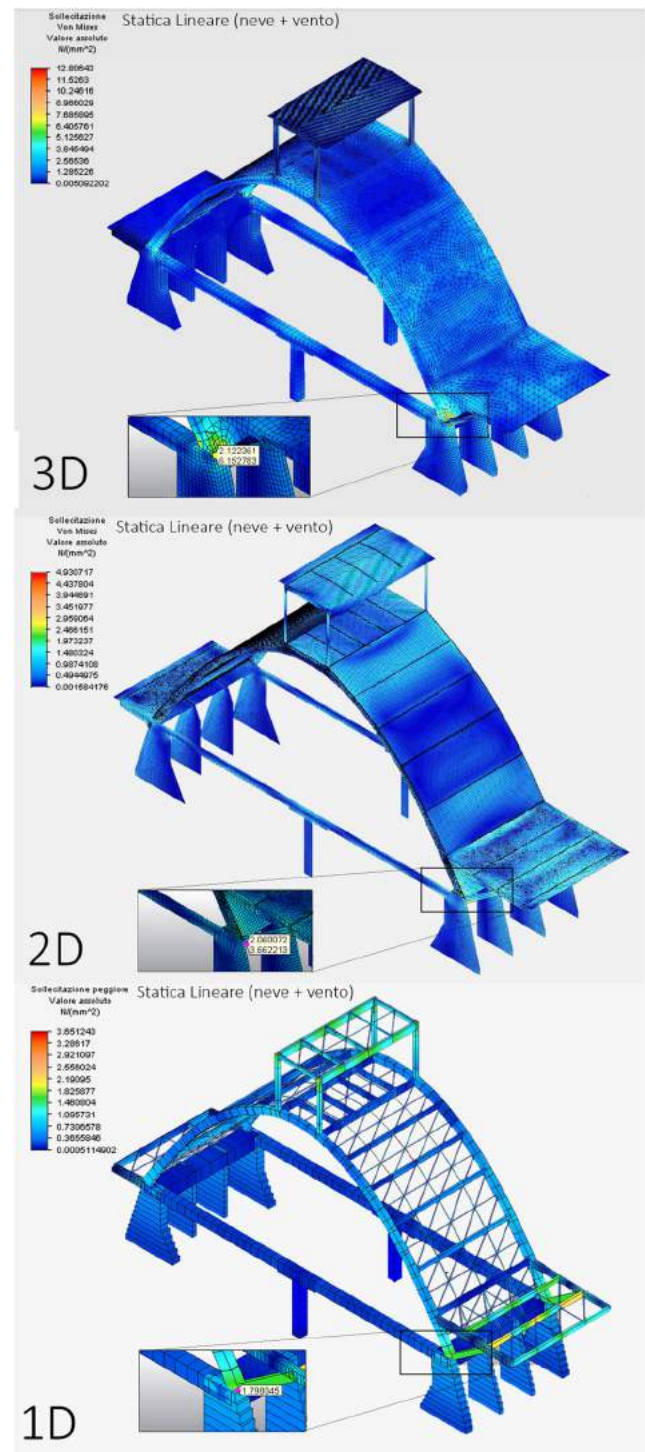 Sollecitazione
Von Mises
Valore assoluto
N/(mm^2)
Statica Lineare (neve + vento)
12.80643
11.5263
10.24616
8.966029
7.685895
6.405761
5.125627
3.845494
2.56536
1.285226
0.005092202
2.122361
6.152783
3D
Sollecitazione
Von Mises
Valore assoluto
N/(mm^2)
Statica Lineare (neve + vento)
4.930717
4.437804
3.944891
3.451977
2.959064
2.466151
1.973237
1.480324
0.9874108
0.4944975
0.001584176
2.060072
3.662213
2D
Sollecitazione peggiore
Valore assoluto
N/(mm^2)
Statica Lineare (neve + vento)
3.651243
3.28617
2.921097
2.556024
2.19095
1.825877
1.460804
1.095731
0.7306578
0.3655846
0.0005114902
1.798345
1D